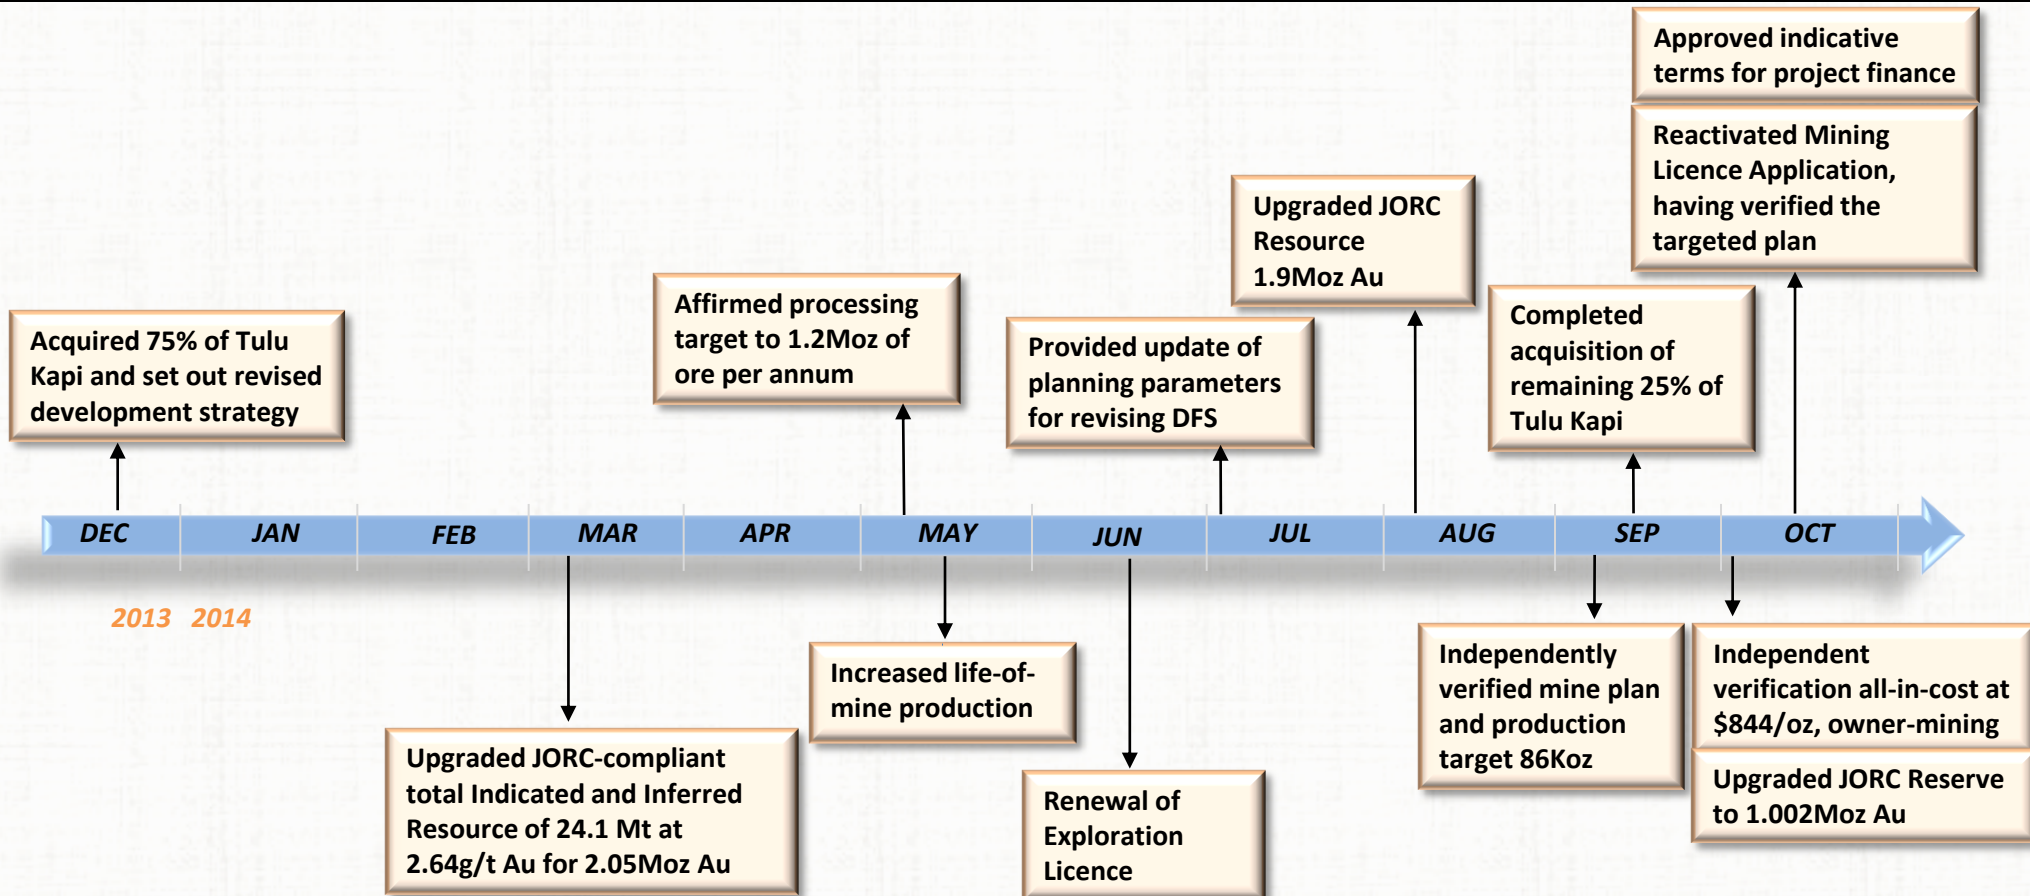 Approved indicative
terms for project finance
Reactivated Mining
Licence Application,
having verified the
targeted plan
Upgraded JORC
Resource
1.9Moz Au
Affirmed processing
target to 1.2Moz of
ore per annum
Completed
acquisition of
remaining 25% of
Tulu Kapi
Acquired 75% of Tulu
Kapi and set out revised
development strategy
Provided update of
planning parameters
for revising DFS
DEC JAN FEB MAR APR MAY JUN JUL AUG SEP OCT
2013 2014
Increased life-of-
mine production
Independently
verified mine plan
and production
target 86Koz
Independent
verification all-in-cost at
$844/oz, owner-mining
Upgraded JORC-compliant
total Indicated and Inferred
Resource of 24.1 Mt at
2.64g/t Au for 2.05Moz Au
Renewal of
Exploration
Licence
Upgraded JORC Reserve
to 1.002Moz Au